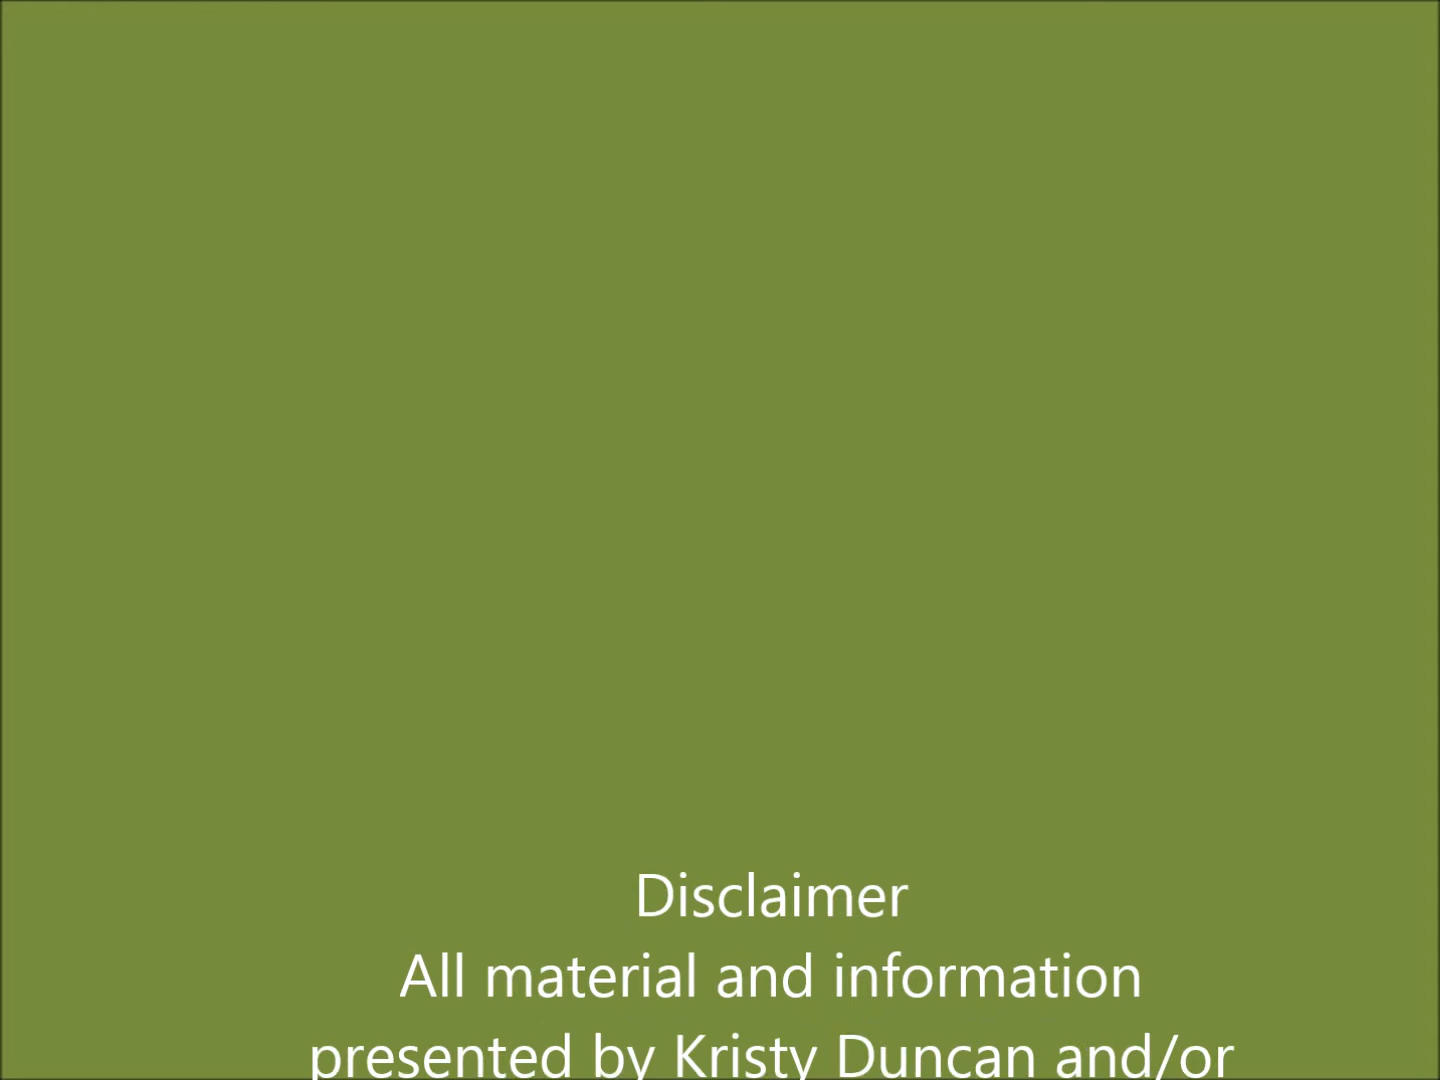 Disclaimer
All material and information
presented by Kristy Duncan and/or